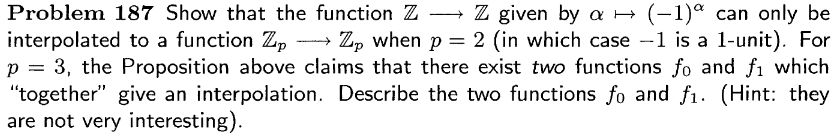 Problem 187 Show that the function ℤ ⟶ ℤ given by α ↦ (−1)^α can only be
interpolated to a function ℤ_p ⟶ ℤ_p when p = 2 (in which case −1 is a 1-unit). For
p = 3, the Proposition above claims that there exist two functions f_0 and f_1 which
"together" give an interpolation. Describe the two functions f_0 and f_1. (Hint: they
are not very interesting).